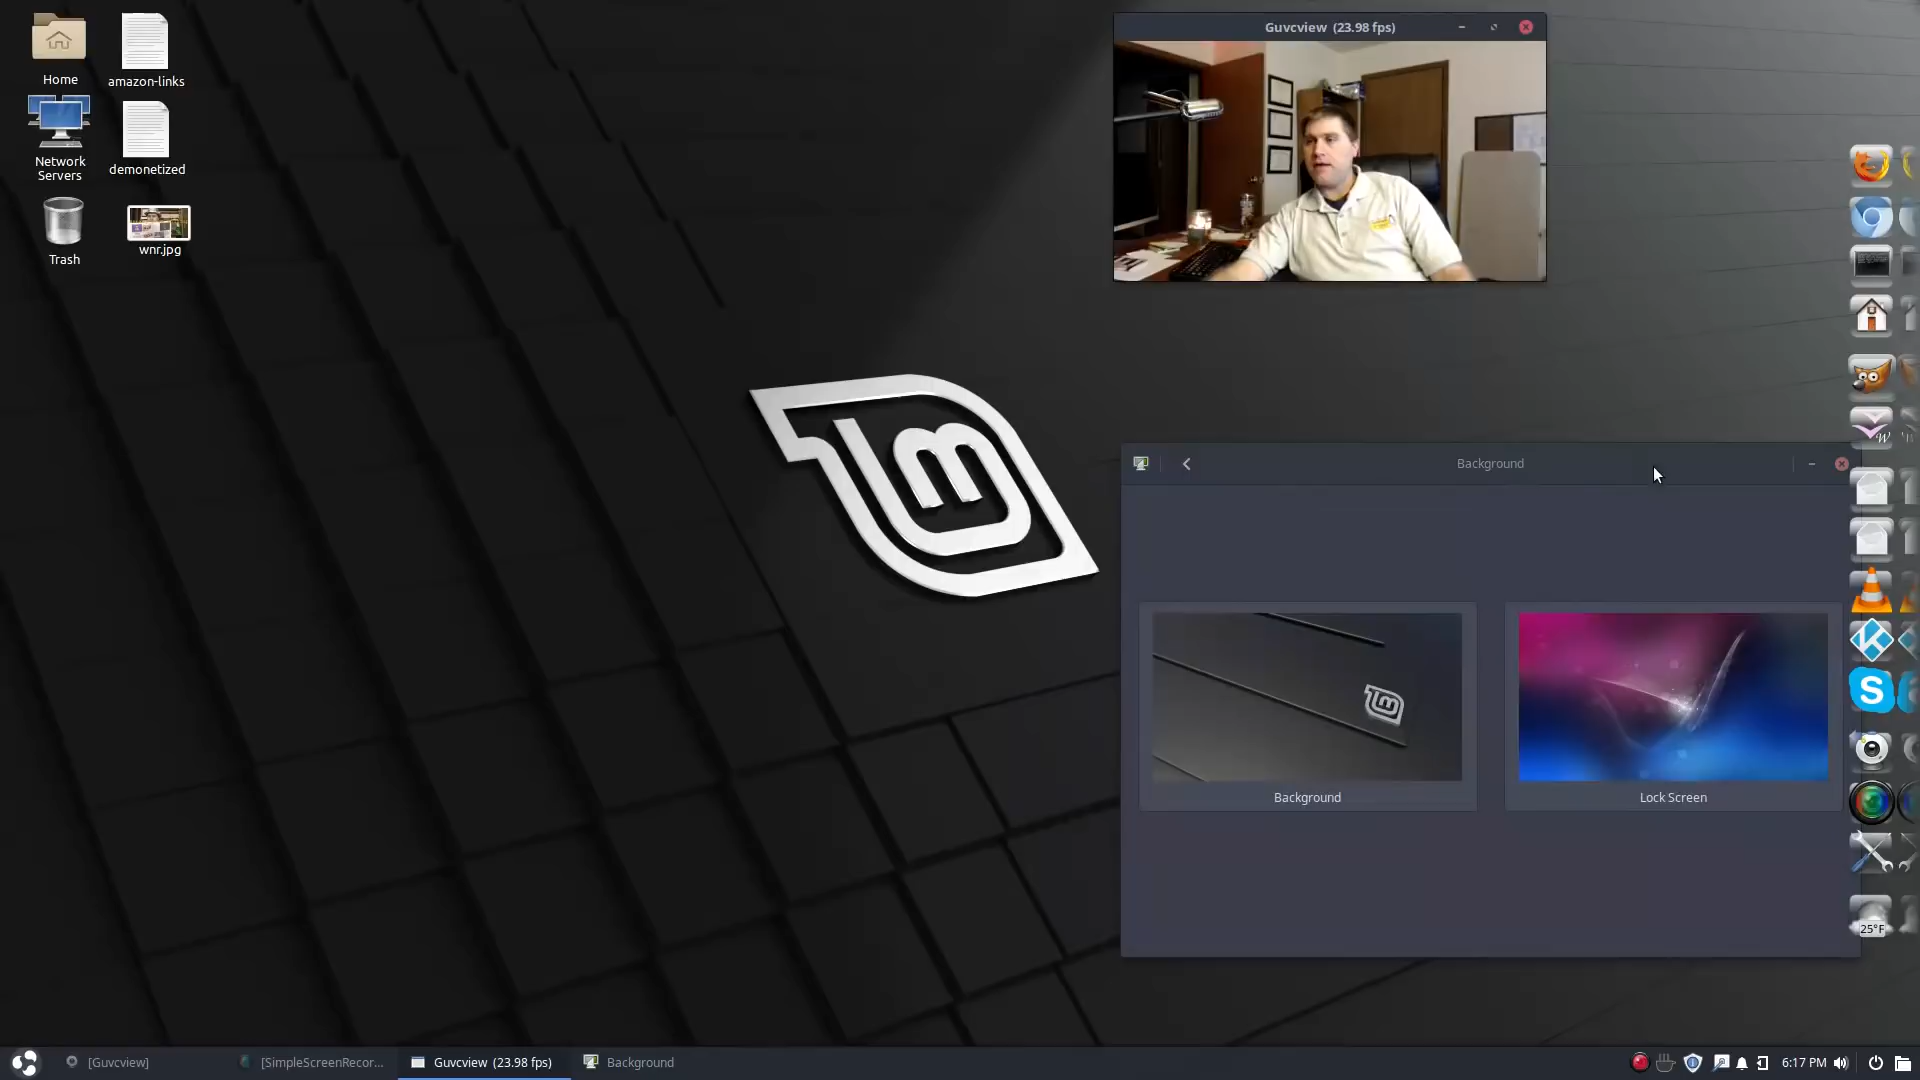 Home
amazon-links
Network
Servers
demonetized
Trash
wnr.jpg
Guvcview (23.98 fps)
Background
Background
Lock Screen
W
S
25°F
[Guvcview]
[SimpleScreenRecor...
Guvcview (23.98 fps)
Background
6:17 PM